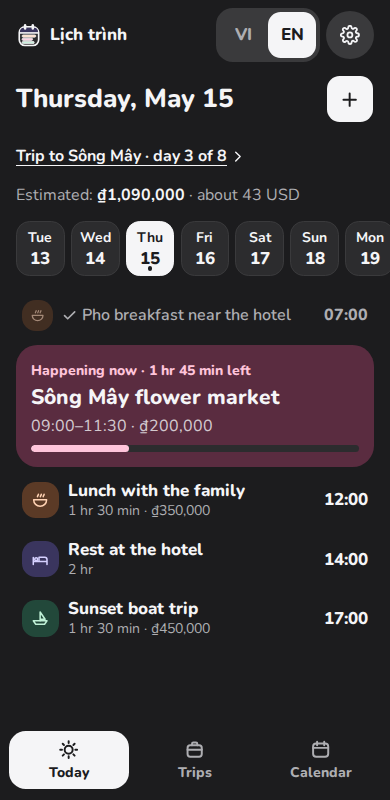 Lịch trình
VI
EN
Thursday, May 15
Trip to Sông Mây · day 3 of 8
Estimated: ₫1,090,000 · about 43 USD
Tue Wed Thu Fri Sat Sun Mon
13 14 15 16 17 18 19
Pho breakfast near the hotel 07:00
Happening now · 1 hr 45 min left
Sông Mây flower market
09:00–11:30 · ₫200,000
Lunch with the family 12:00
1 hr 30 min · ₫350,000
Rest at the hotel 14:00
2 hr
Sunset boat trip 17:00
1 hr 30 min · ₫450,000
Today Trips Calendar